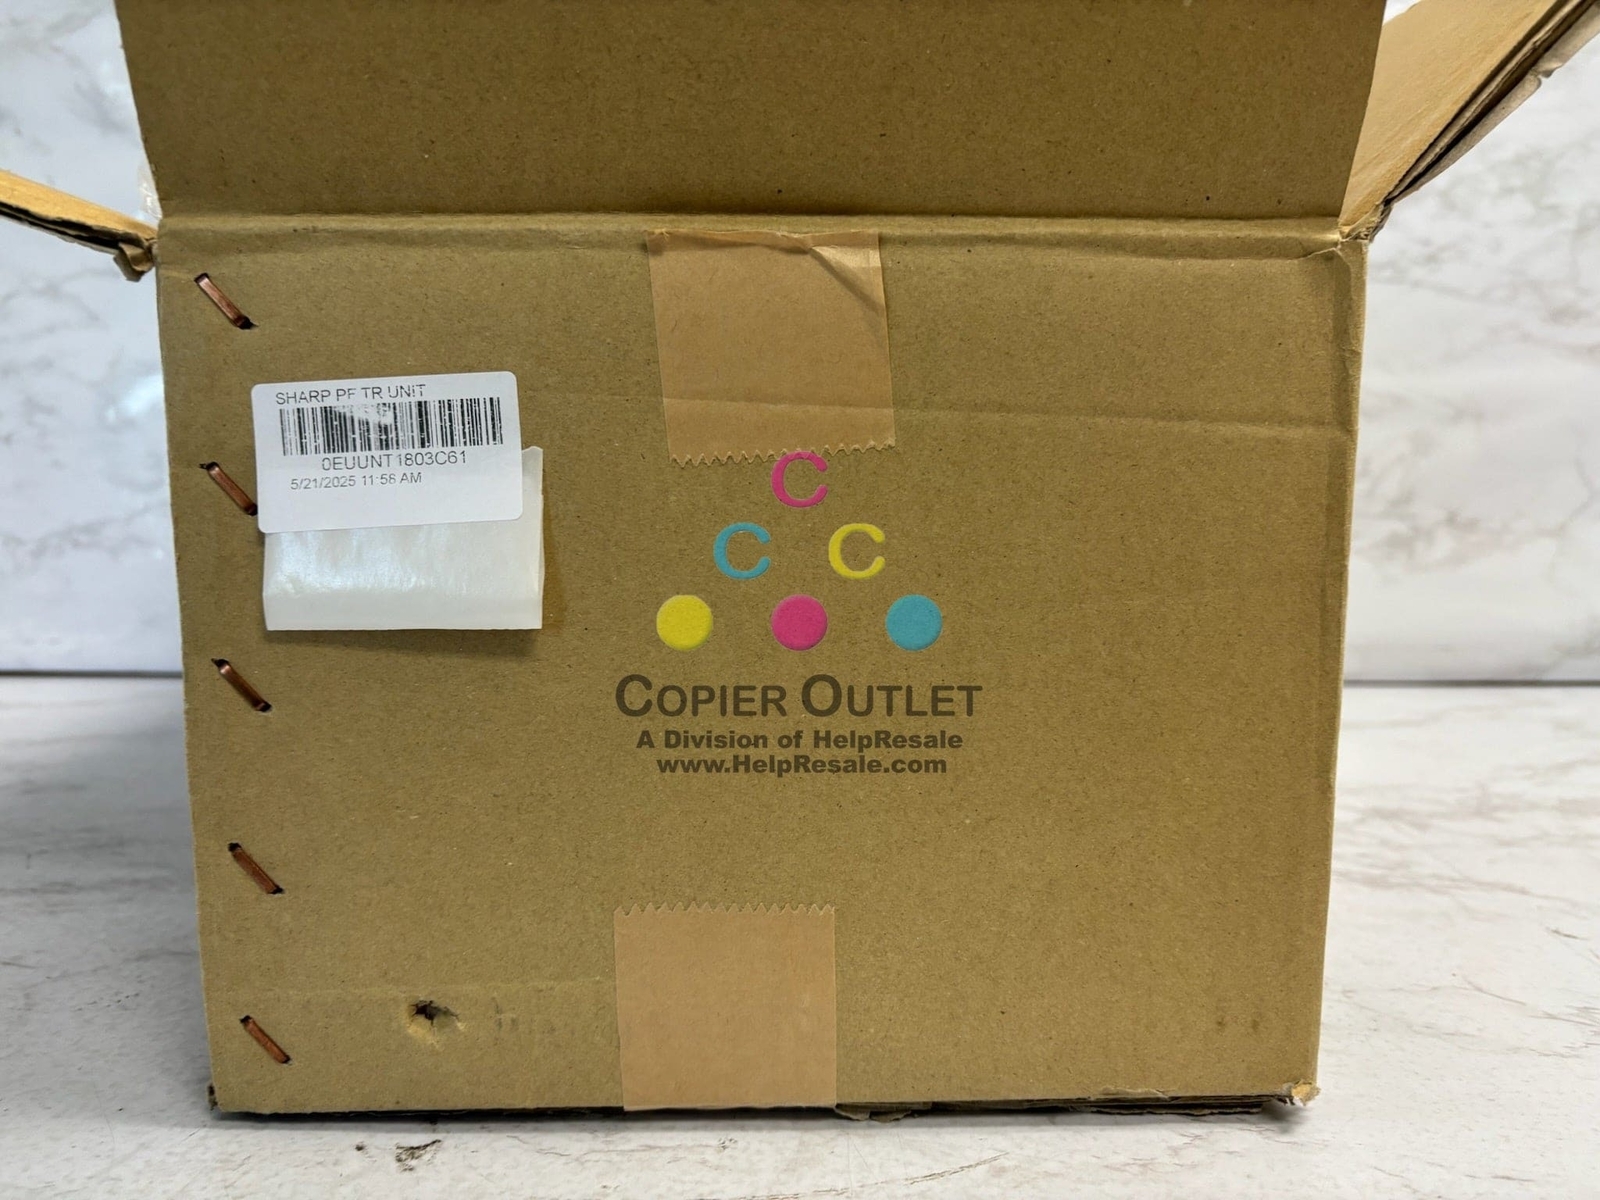 SHARP PF TR UNIT
0EUUNT1803C61
5/21/2025 11:56 AM
C
C C
COPIER OUTLET
A Division of HelpResale
www.HelpResale.com